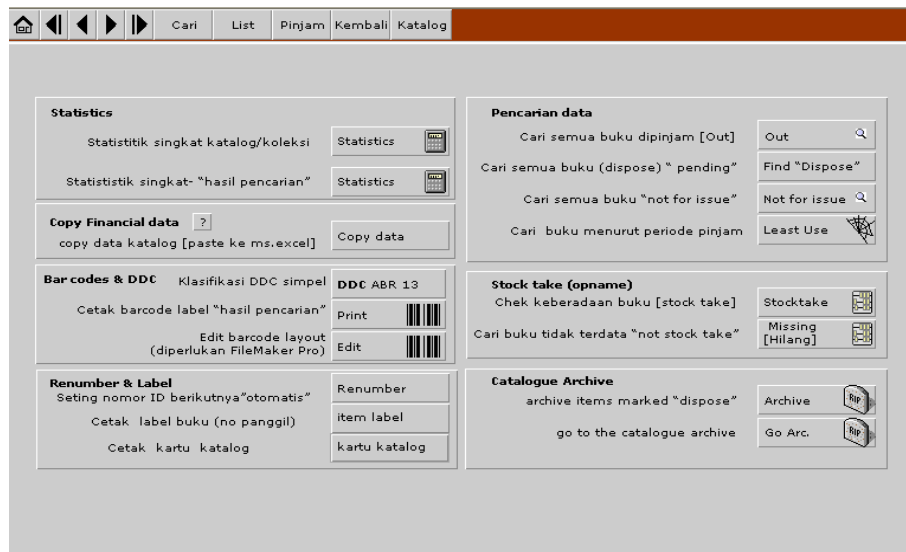 Cari List Pinjam Kembali Katalog
Statistics
Statistitik singkat katalog/koleksi Statistics
Statististik singkat- “hasil pencarian” Statistics
Copy Financial data ?
copy data katalog [paste ke ms.excel] Copy data
Bar codes & DDC Klasifikasi DDC simpel DDC ABR 13
Cetak barcode label “hasil pencarian” Print
Edit barcode layout
(diperlukan FileMaker Pro) Edit
Renumber & Label
Seting nomor ID berikutnya”otomatis” Renumber
Cetak label buku (no panggil) item label
Cetak kartu katalog kartu katalog
Pencarian data
Cari semua buku dipinjam [Out] Out
Cari semua buku (dispose) “ pending” Find “Dispose”
Cari semua buku “not for issue” Not for issue
Cari buku menurut periode pinjam Least Use
Stock take (opname)
Chek keberadaan buku [stock take] Stocktake
Cari buku tidak terdata “not stock take” Missing
[Hilang]
Catalogue Archive
archive items marked “dispose” Archive RIP
go to the catalogue archive Go Arc. RIP